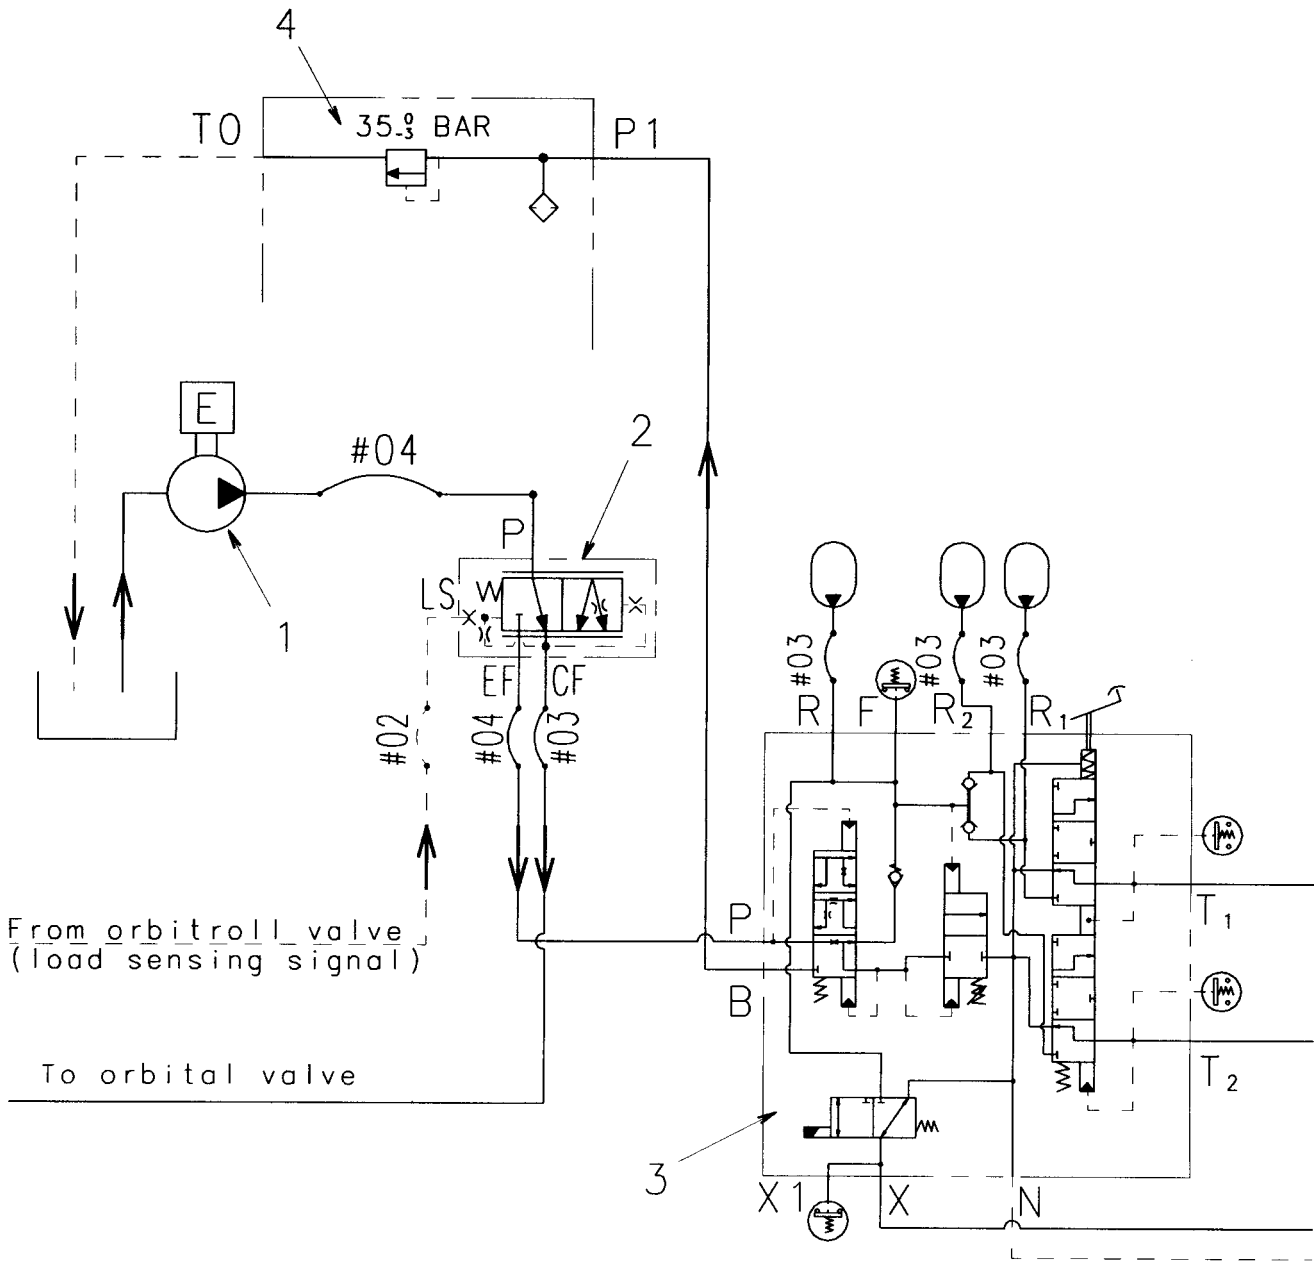 4
T0
35 0 -3 BAR
P1
E
#04
2
P
LS
W
1
EF
CF
#02
#04
#03
#03
#03
#03
R
F
R2
R1
From orbitroll valve
(load sensing signal)
P
B
T1
T2
To orbital valve
3
X1
X
N